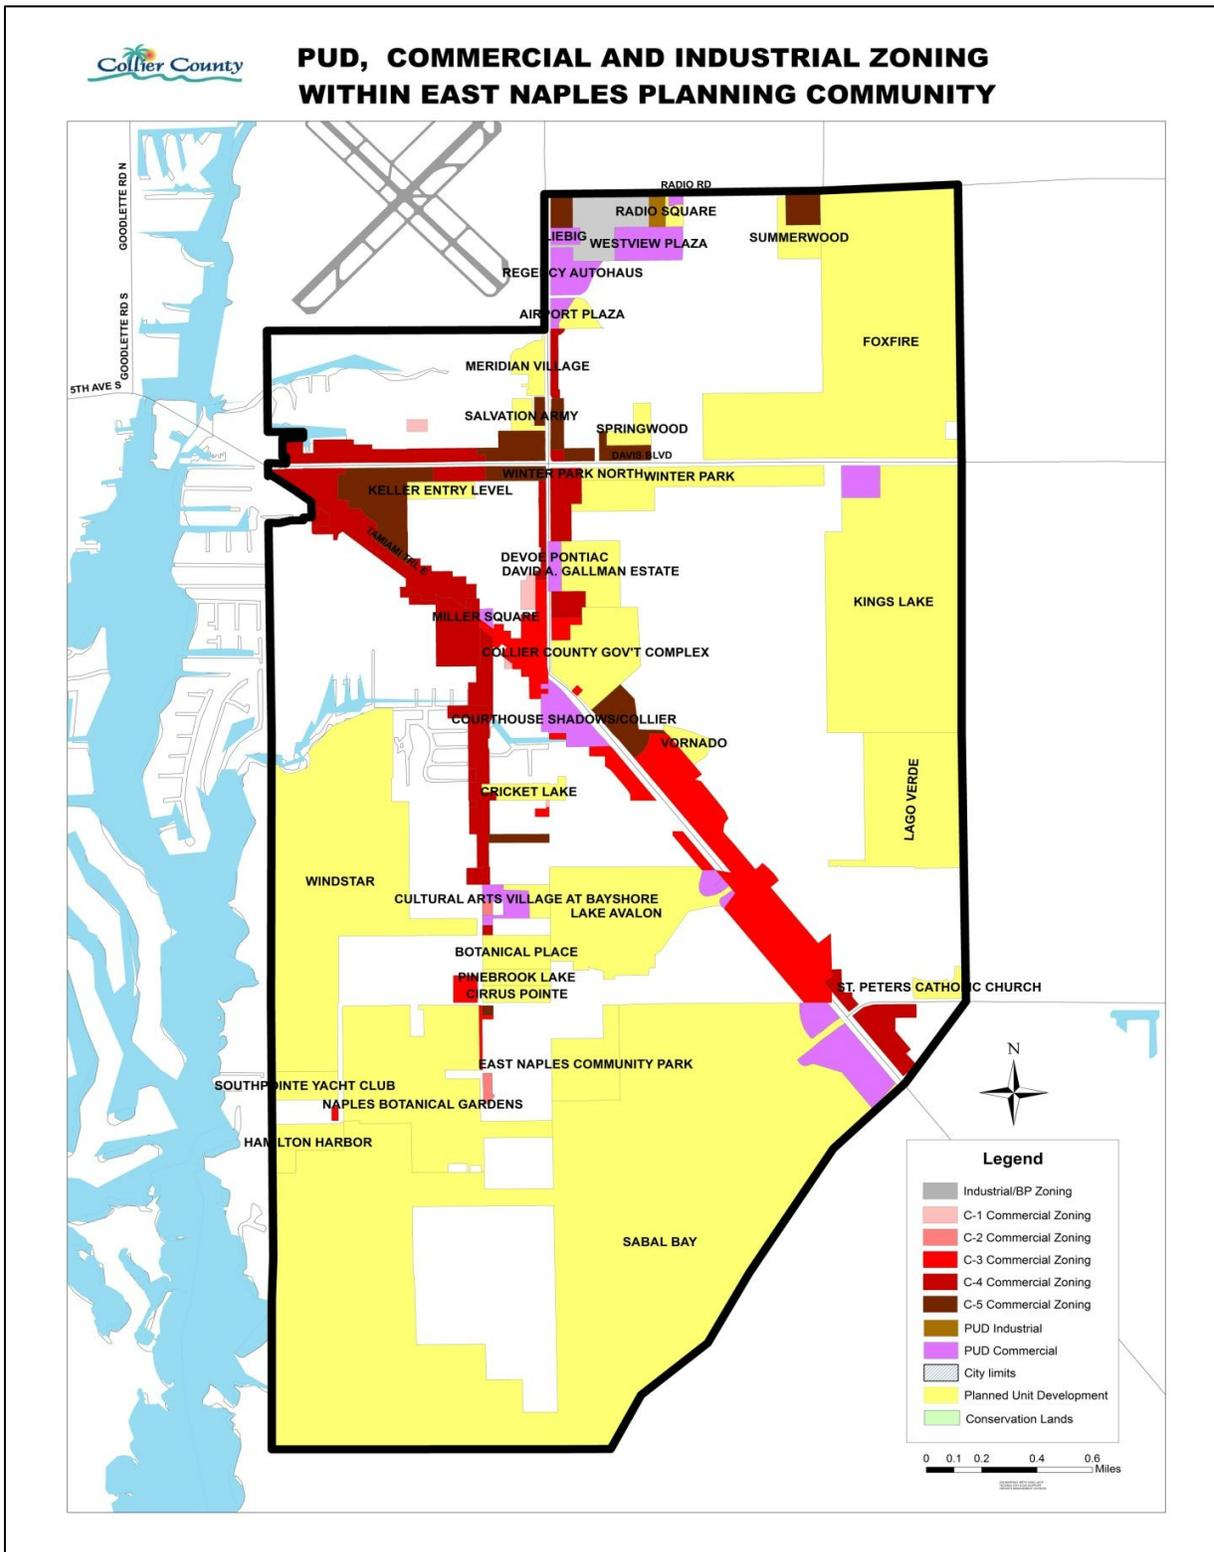 Collier County
PUD, COMMERCIAL AND INDUSTRIAL ZONING
WITHIN EAST NAPLES PLANNING COMMUNITY
GOODLETTE RD N
RADIO RD
RADIO SQUARE
LIEBIG
WESTVIEW PLAZA
SUMMERWOOD
REGENCY AUTOHAUS
GOODLETTE RD S
AIRPORT PLAZA
FOXFIRE
MERIDIAN VILLAGE
5TH AVE S
SALVATION ARMY
SPRINGWOOD
DAVIS BLVD
WINTER PARK NORTH
WINTER PARK
KELLER ENTRY LEVEL
TAMIAMI TRL E
DEVOE PONTIAC
DAVID A. GALLMAN ESTATE
KINGS LAKE
MILLER SQUARE
COLLIER COUNTY GOV'T COMPLEX
COURTHOUSE SHADOWS/COLLIER
VORNADO
CRICKET LAKE
LAGO VERDE
WINDSTAR
CULTURAL ARTS VILLAGE AT BAYSHORE
LAKE AVALON
BOTANICAL PLACE
PINEBROOK LAKE
CIRRUS POINTE
ST. PETERS CATHOLIC CHURCH
EAST NAPLES COMMUNITY PARK
SOUTHPOINTE YACHT CLUB
NAPLES BOTANICAL GARDENS
HAMILTON HARBOR
SABAL BAY
N
Legend
Industrial/BP Zoning
C-1 Commercial Zoning
C-2 Commercial Zoning
C-3 Commercial Zoning
C-4 Commercial Zoning
C-5 Commercial Zoning
PUD Industrial
PUD Commercial
City limits
Planned Unit Development
Conservation Lands
0 0.1 0.2 0.4 0.6
Miles